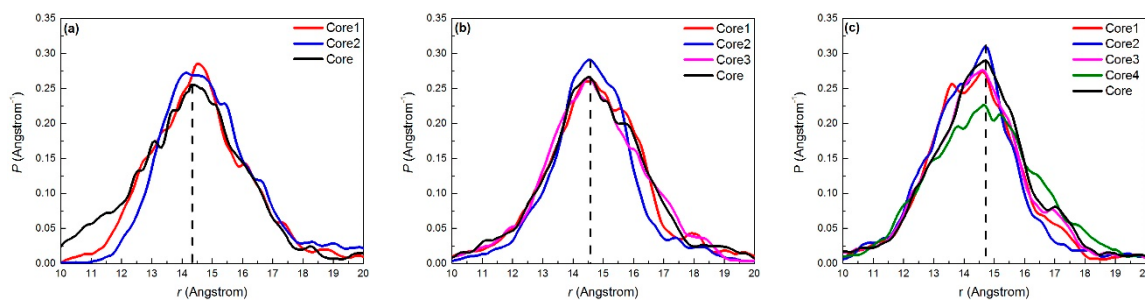 (a)
Core1
Core2
Core
P (Angstrom⁻¹)
0.35
0.30
0.25
0.20
0.15
0.10
0.05
0.00
10 11 12 13 14 15 16 17 18 19 20
r (Angstrom)
(b)
Core1
Core2
Core3
Core
P (Angstrom⁻¹)
0.35
0.30
0.25
0.20
0.15
0.10
0.05
0.00
10 11 12 13 14 15 16 17 18 19 20
r (Angstrom)
(c)
Core1
Core2
Core3
Core4
Core
P (Angstrom⁻¹)
0.35
0.30
0.25
0.20
0.15
0.10
0.05
0.00
10 11 12 13 14 15 16 17 18 19 20
r (Angstrom)